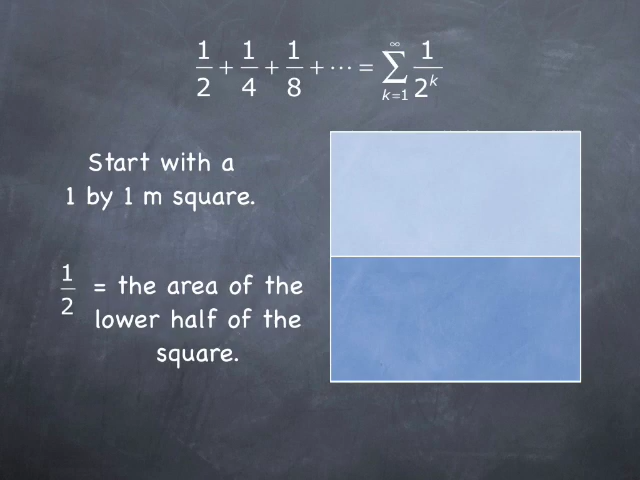 1/2 + 1/4 + 1/8 + ⋯ = ∑_{k=1}^{∞} 1/2^k
Start with a
1 by 1 m square.
1/2 = the area of the
lower half of the
square.